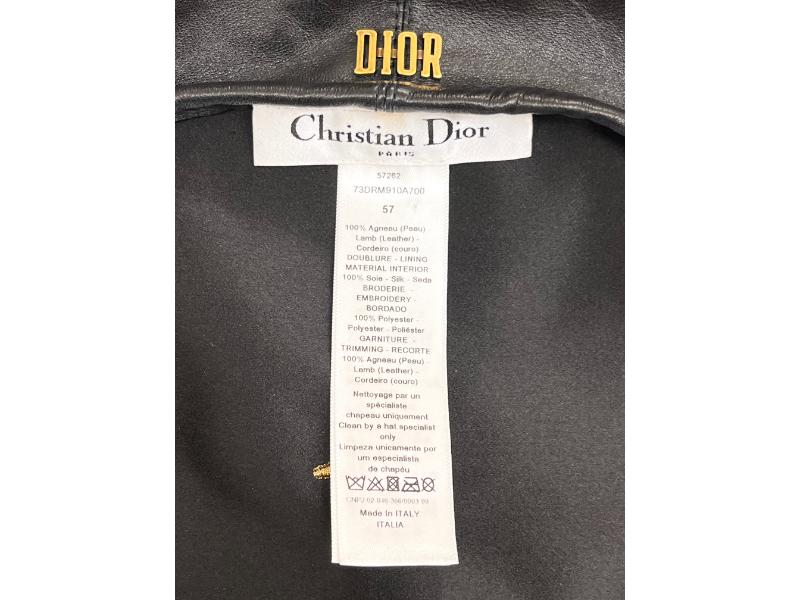 DIOR
Christian Dior
PARIS
57262
73DRM910A700
57
100% Agneau (Peau)
Lamb (Leather) -
Cordeiro (couro)
DOUBLURE - LINING
MATERIAL INTERIOR
100% Soie - Silk - Seda
BRODERIE -
EMBROIDERY -
BORDADO
100% Polyester -
Polyester - Poliéster
GARNITURE -
TRIMMING - RECORTE
100% Agneau (Peau) -
Lamb (Leather) -
Cordeiro (couro)
Nettoyage par un
spécialiste
chapeau uniquement
Clean by a hat specialist
only
Limpeza unicamente por
um especialista
de chapéu
Made in ITALY
ITALIA